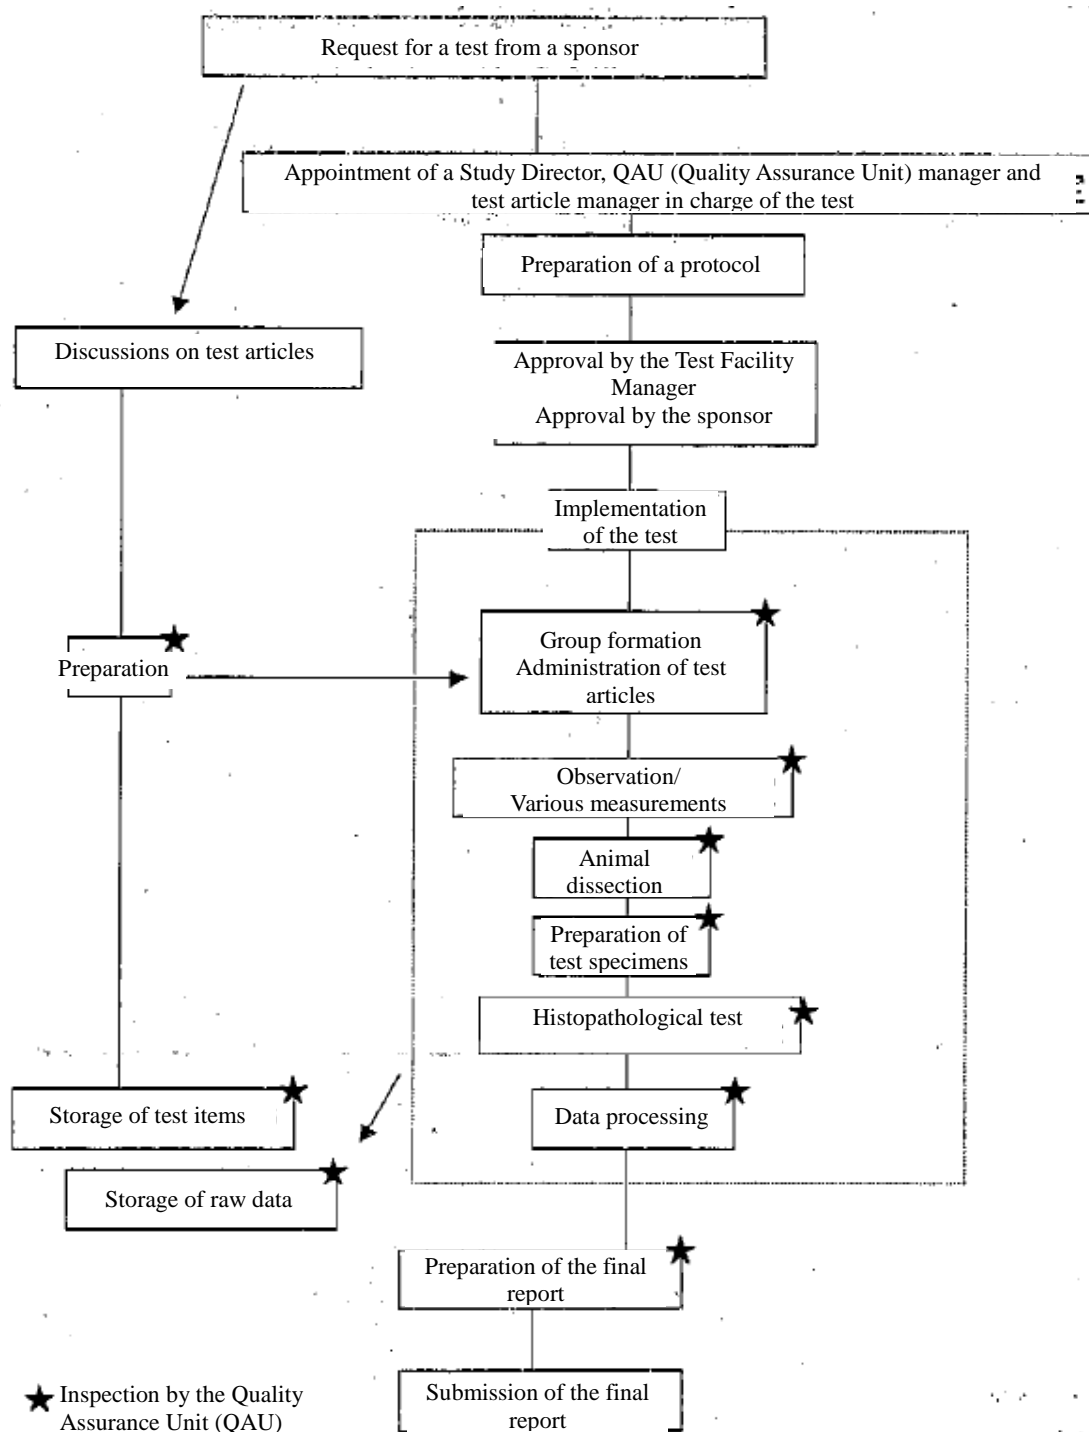 Request for a test from a sponsor
Appointment of a Study Director, QAU (Quality Assurance Unit) manager and
test article manager in charge of the test
Preparation of a protocol
Discussions on test articles
Approval by the Test Facility
Manager
Approval by the sponsor
Implementation
of the test
Group formation
Administration of test
articles
Preparation
Observation/
Various measurements
Animal
dissection
Preparation of
test specimens
Histopathological test
Storage of test items
Data processing
Storage of raw data
Preparation of the final
report
Submission of the final
report
Inspection by the Quality
Assurance Unit (QAU)